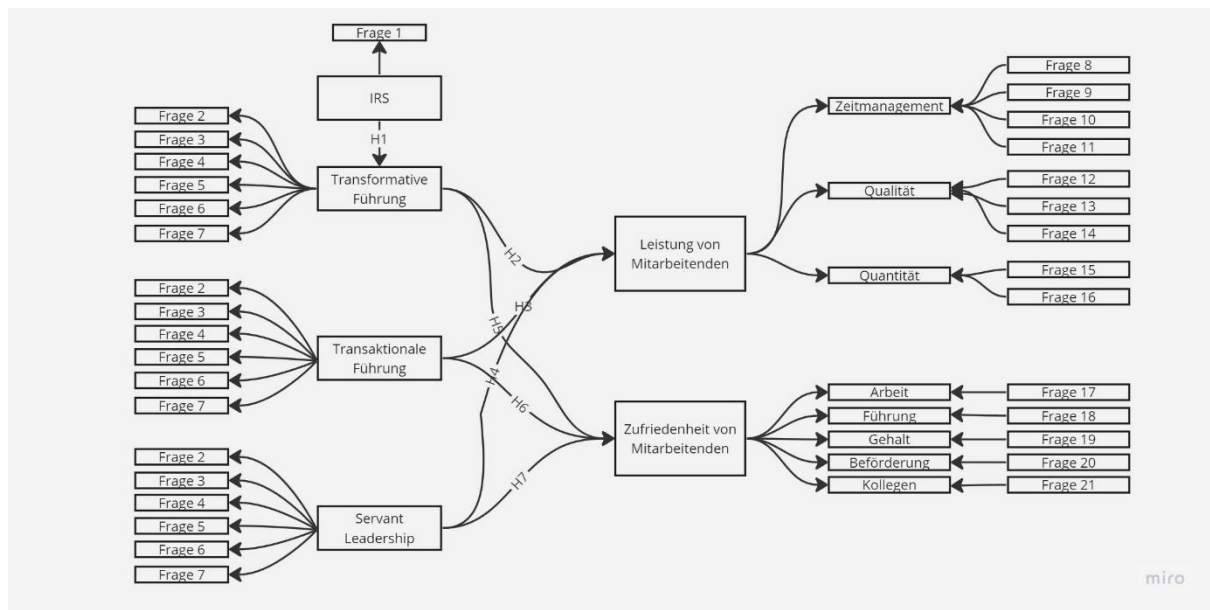 Frage 1
IRS
H1
Transformative
Führung
Frage 2
Frage 3
Frage 4
Frage 5
Frage 6
Frage 7
Transaktionale
Führung
Frage 2
Frage 3
Frage 4
Frage 5
Frage 6
Frage 7
Servant
Leadership
Frage 2
Frage 3
Frage 4
Frage 5
Frage 6
Frage 7
H2
H3
H4
H5
H6
H7
Leistung von
Mitarbeitenden
Zeitmanagement
Frage 8
Frage 9
Frage 10
Frage 11
Qualität
Frage 12
Frage 13
Frage 14
Quantität
Frage 15
Frage 16
Zufriedenheit von
Mitarbeitenden
Arbeit
Frage 17
Führung
Frage 18
Gehalt
Frage 19
Beförderung
Frage 20
Kollegen
Frage 21
miro